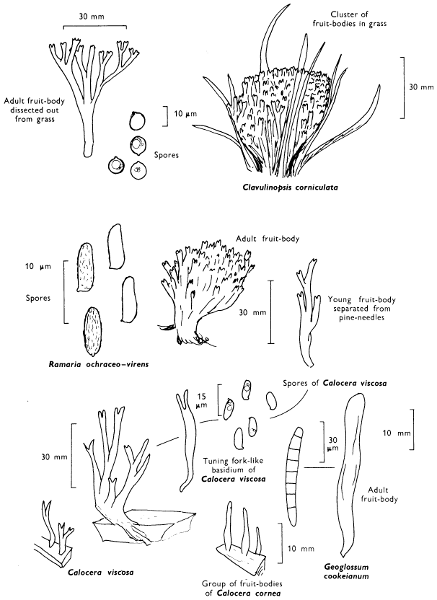 30 mm
Cluster of
fruit-bodies in grass
Adult fruit-body
dissected out
from grass
10 µm
Spores
30 mm
Clavulinopsis corniculata
Adult fruit-body
10 µm
Spores
30 mm
Young fruit-body
separated from
pine-needles
Ramaria ochraceo-virens
Spores of Calocera viscosa
15
µm
30 mm
Tuning fork-like
basidium of
Calocera viscosa
30
µm
10 mm
Adult
fruit-body
10 mm
Calocera viscosa
Group of fruit-bodies
of Calocera cornea
Geoglossum
cookeianum